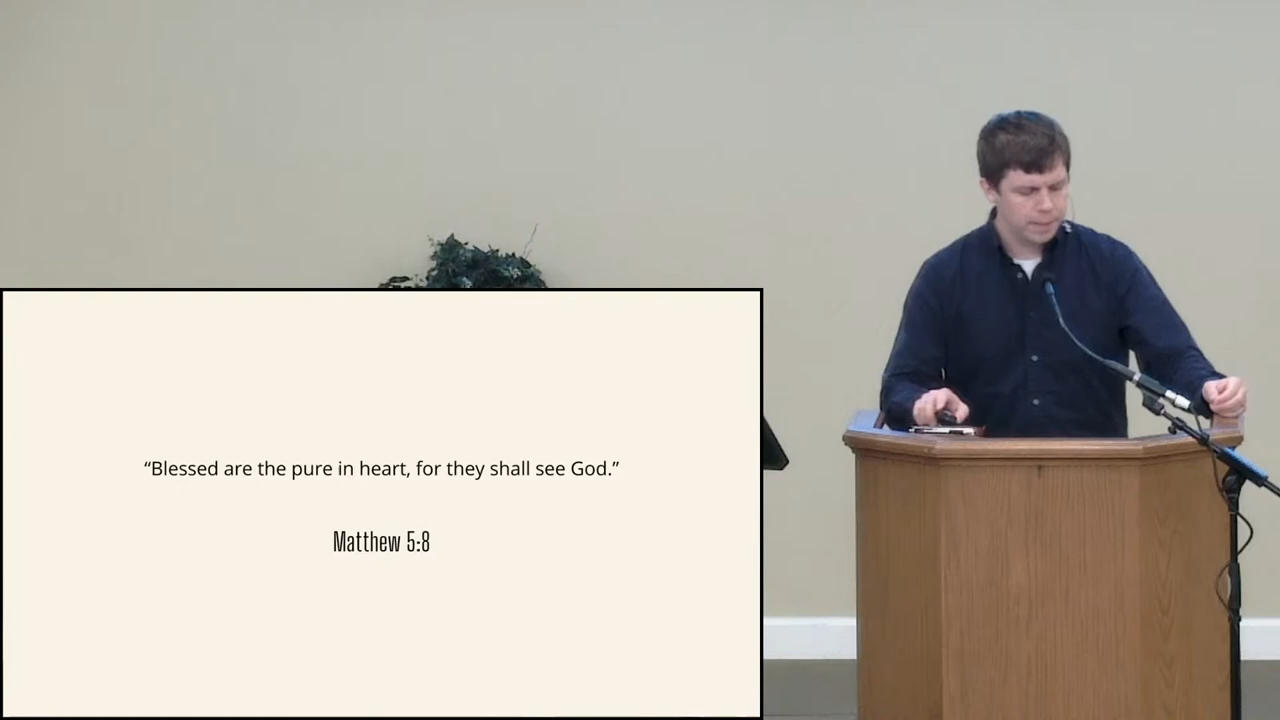 “Blessed are the pure in heart, for they shall see God.”
Matthew 5:8